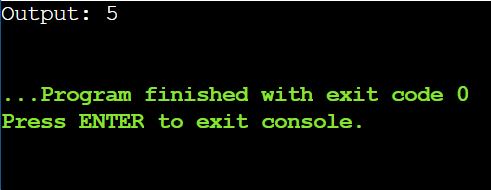 Output: 5
...Program finished with exit code 0
Press ENTER to exit console.